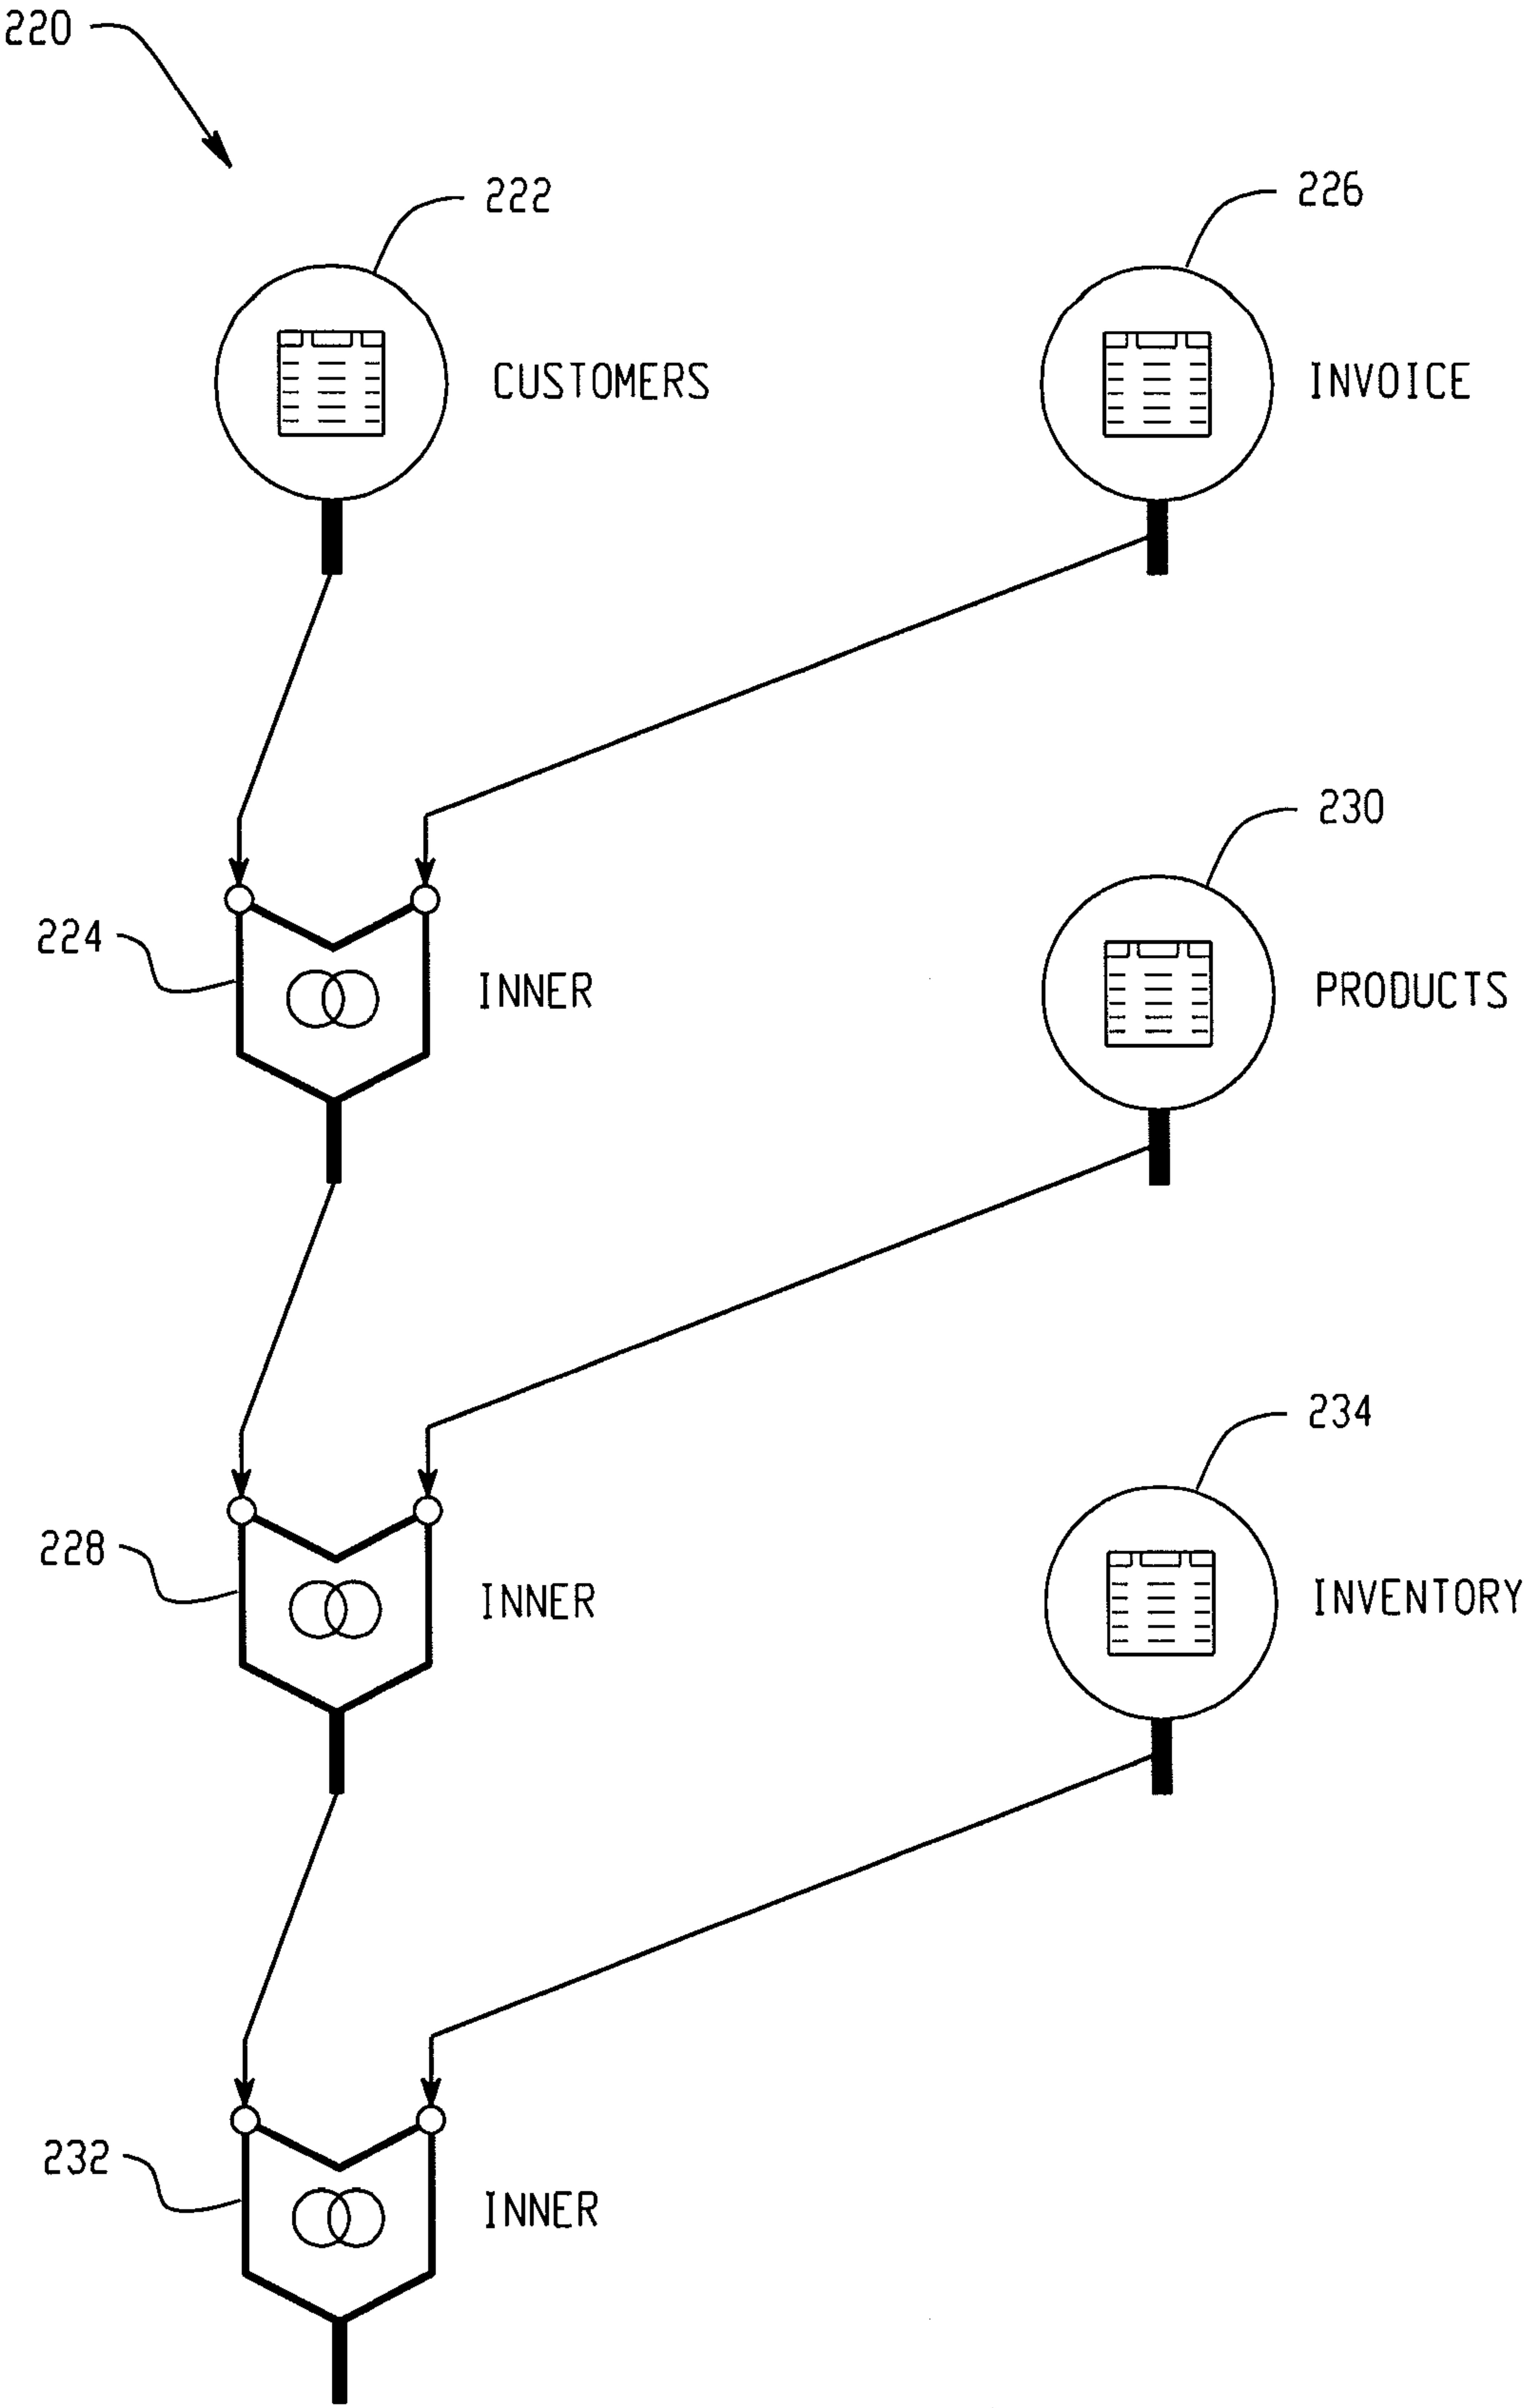 220
222
226
CUSTOMERS
INVOICE
230
224
INNER
PRODUCTS
234
228
INNER
INVENTORY
232
INNER